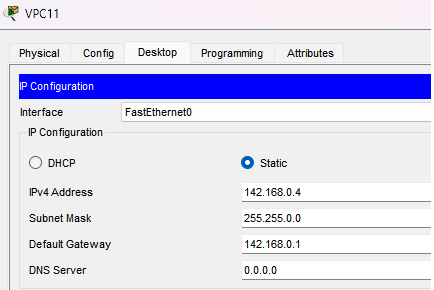 VPC11
Physical Config Desktop Programming Attributes
IP Configuration
Interface FastEthernet0
IP Configuration
DHCP Static
IPv4 Address 142.168.0.4
Subnet Mask 255.255.0.0
Default Gateway 142.168.0.1
DNS Server 0.0.0.0